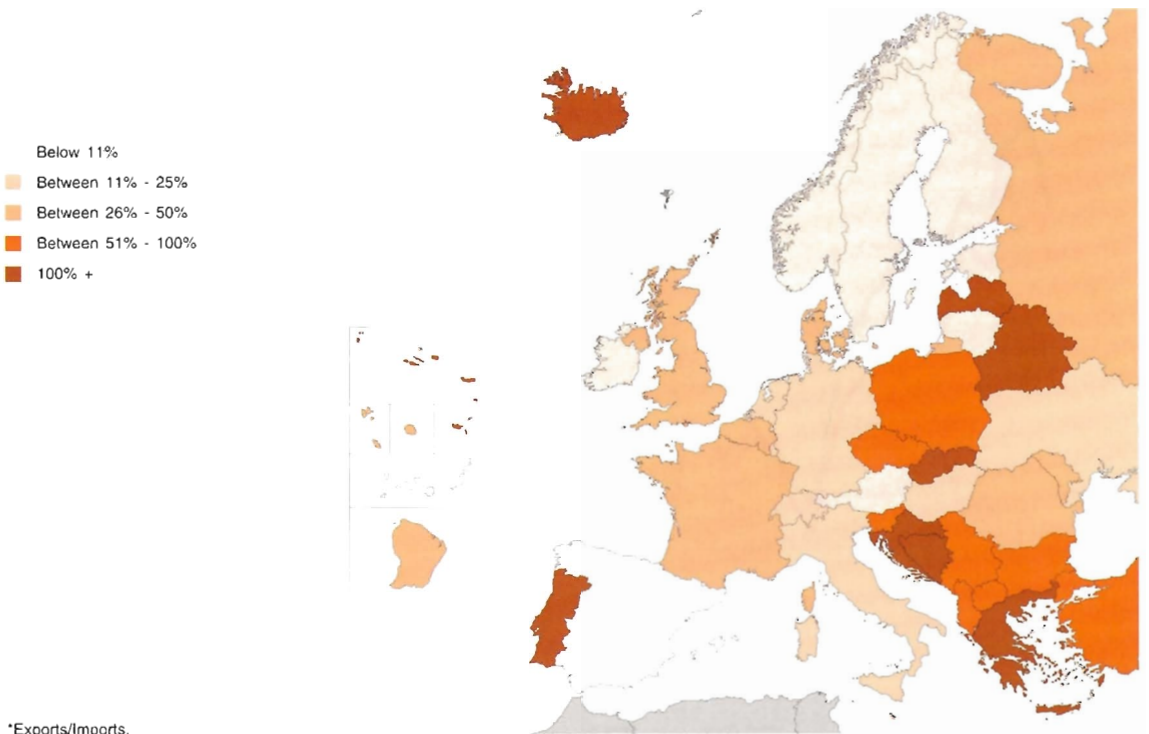 Below 11%
Between 11% - 25%
Between 26% - 50%
Between 51% - 100%
100% +
*Exports/Imports.